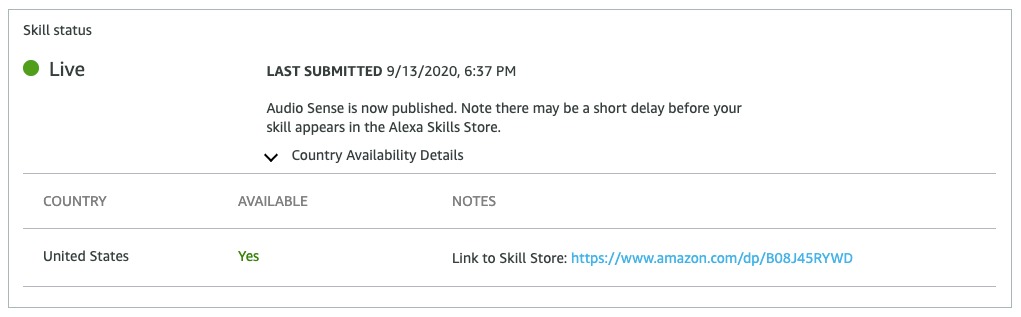 Skill status
Live
LAST SUBMITTED 9/13/2020, 6:37 PM
Audio Sense is now published. Note there may be a short delay before your
skill appears in the Alexa Skills Store.
Country Availability Details
COUNTRY AVAILABLE NOTES
United States Yes Link to Skill Store: https://www.amazon.com/dp/B08J45RYWD